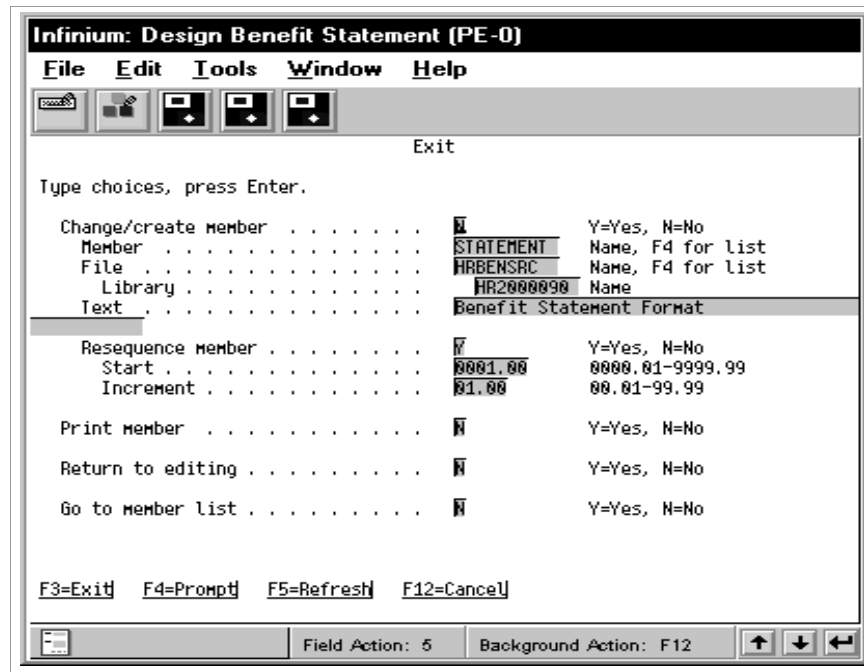 Infinium: Design Benefit Statement (PE-0)
File Edit Tools Window Help
Exit
Type choices, press Enter.
Change/create member . . . . . . . N Y=Yes, N=No
Member . . . . . . . . . . . . . STATEMENT Name, F4 for list
File . . . . . . . . . . . . . . HRBENSRC Name, F4 for list
Library . . . . . . . . . . . . HR2000090 Name
Text . . . . . . . . . . . . . . Benefit Statement Format
Resequence member . . . . . . . . Y Y=Yes, N=No
Start . . . . . . . . . . . . . 0001.00 0000.01-9999.99
Increment . . . . . . . . . . . 01.00 00.01-99.99
Print member . . . . . . . . . . . N Y=Yes, N=No
Return to editing . . . . . . . . . N Y=Yes, N=No
Go to member list . . . . . . . . . N Y=Yes, N=No
F3=Exit F4=Prompt F5=Refresh F12=Cancel
Field Action: 5 Background Action: F12